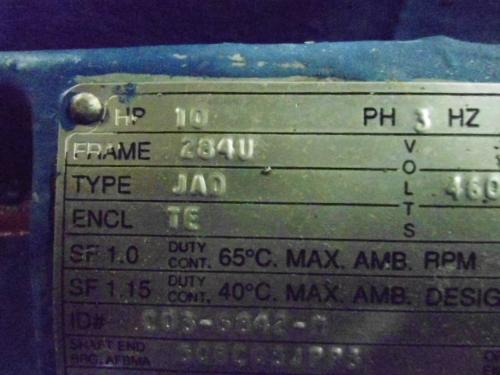 HP 10 PH 3 HZ
FRAME 284U
TYPE JAD 460
VOLTS
ENCL TE
SF 1.0 DUTY CONT. 65°C. MAX. AMB. RPM
SF 1.15 DUTY CONT. 40°C. MAX. AMB. DESIG
ID#
SHAFT END BRG. AFBMA